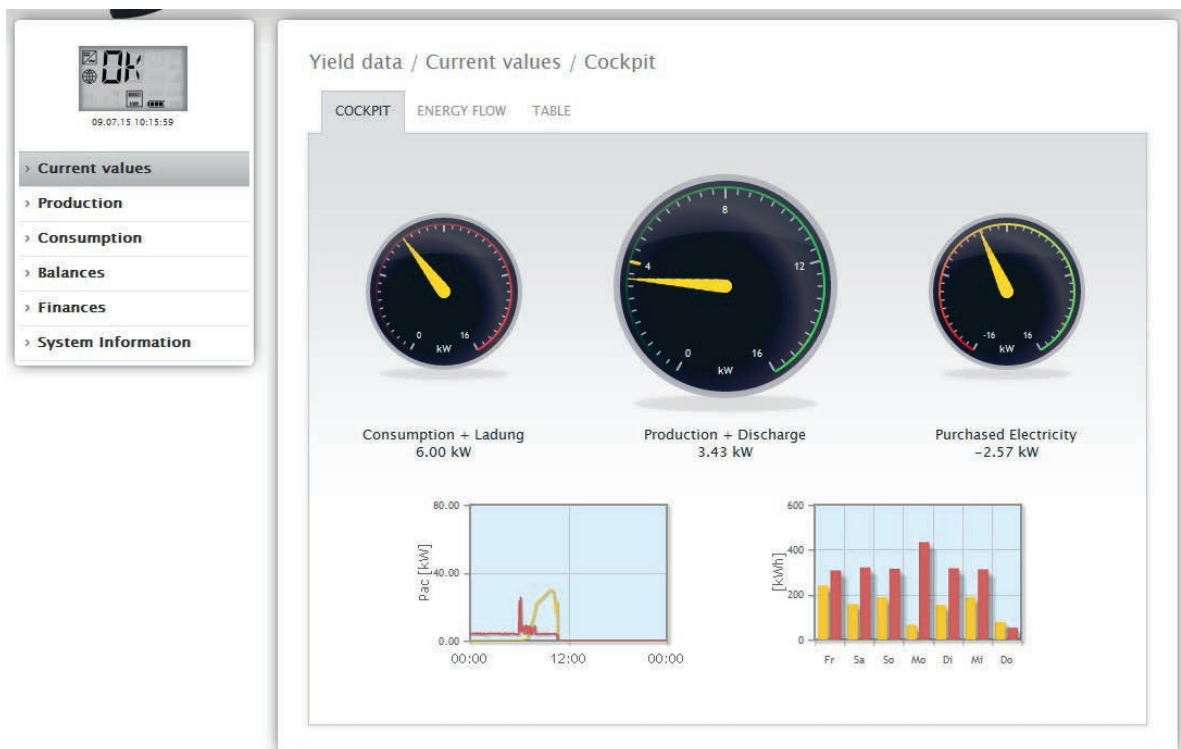 OK
09.07.15 10:15:59
› Current values
› Production
› Consumption
› Balances
› Finances
› System Information
Yield data / Current values / Cockpit
COCKPIT ENERGY FLOW TABLE
0 16
kW
Consumption + Ladung
6.00 kW
0 4 8 12 16
kW
Production + Discharge
3.43 kW
-16 16
kW
Purchased Electricity
-2.57 kW
80.00
40.00
0.00
Pac [kW]
00:00 12:00 00:00
600
400
200
0
[kWh]
Fr Sa So Mo Di Mi Do